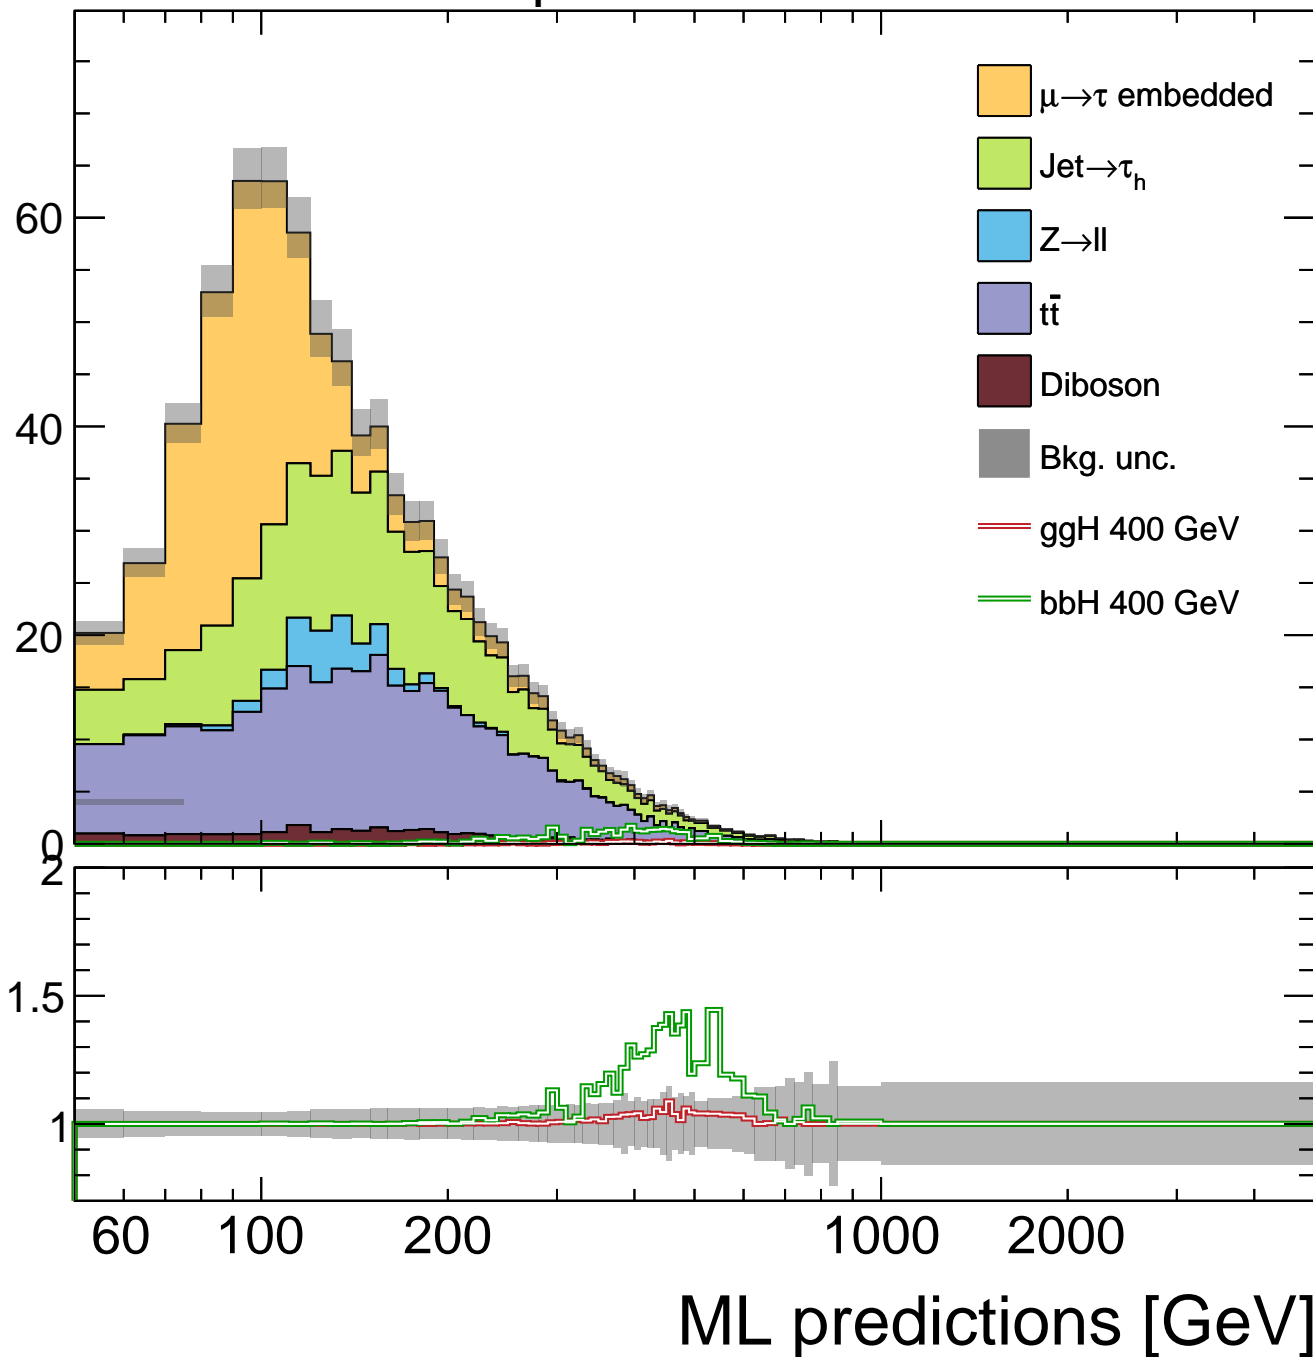 μ→τ embedded
Jet→τh
Z→ll
tt̄
Diboson
Bkg. unc.
ggH 400 GeV
bbH 400 GeV
60
40
20
0
2
1.5
1
60 100 200 1000 2000
ML predictions [GeV]